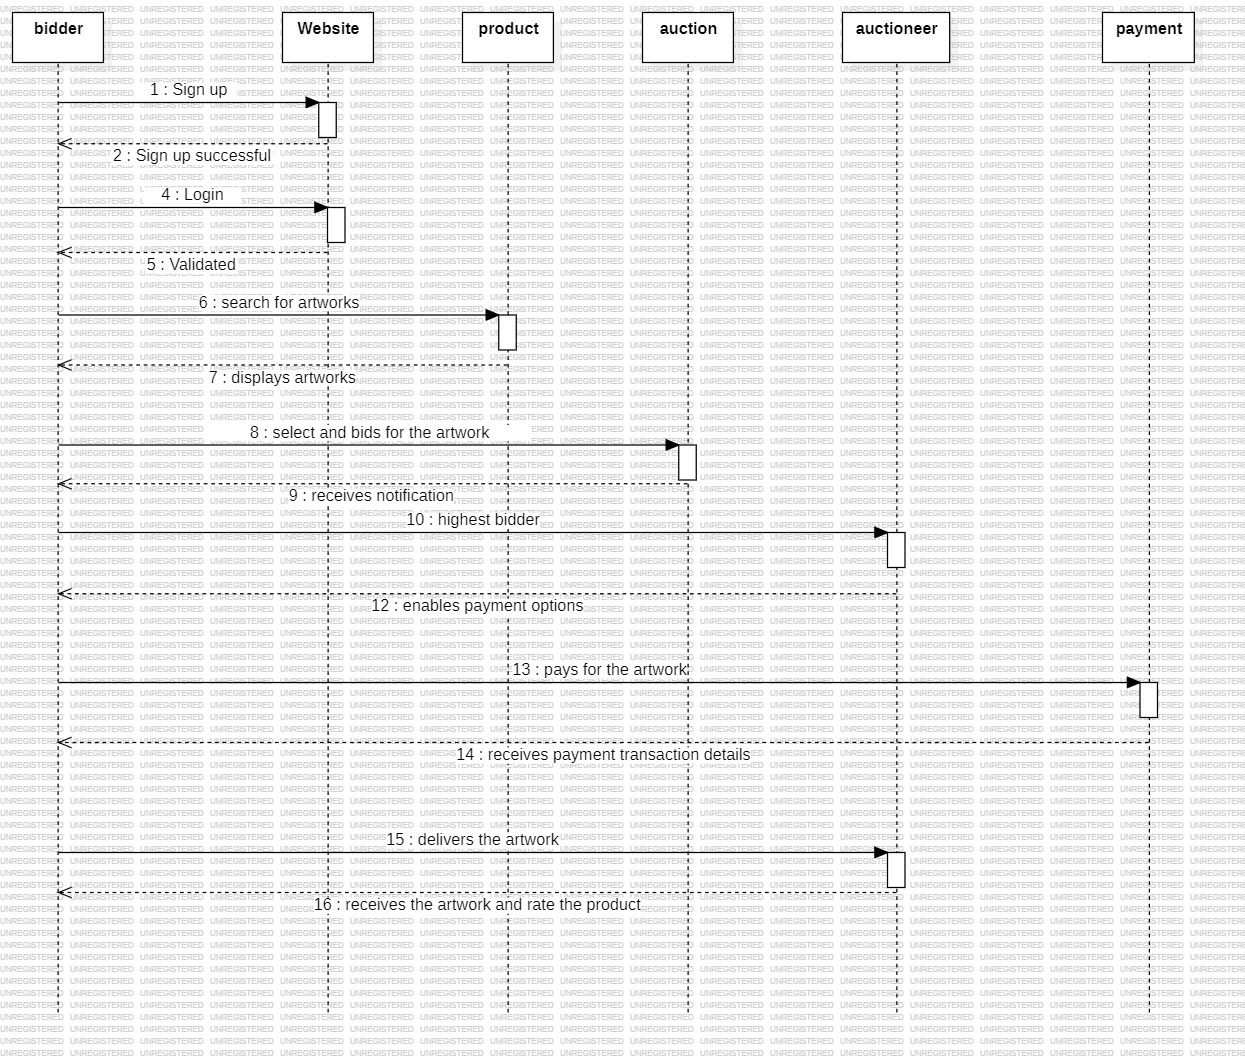 bidder
Website
product
auction
auctioneer
payment
1 : Sign up
2 : Sign up successful
4 : Login
5 : Validated
6 : search for artworks
7 : displays artworks
8 : select and bids for the artwork
9 : receives notification
10 : highest bidder
12 : enables payment options
13 : pays for the artwork
14 : receives payment transaction details
15 : delivers the artwork
16 : receives the artwork and rate the product
UNREGISTERED